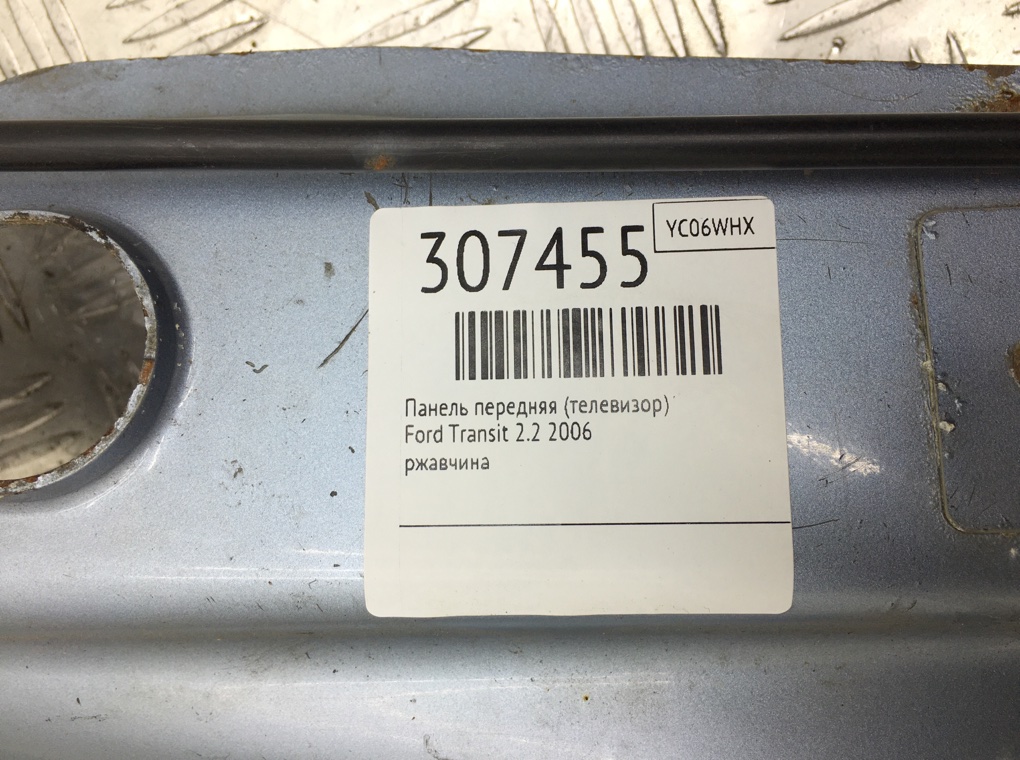 307455
YC06WHX
Панель передняя (телевизор)
Ford Transit 2.2 2006
ржавчина